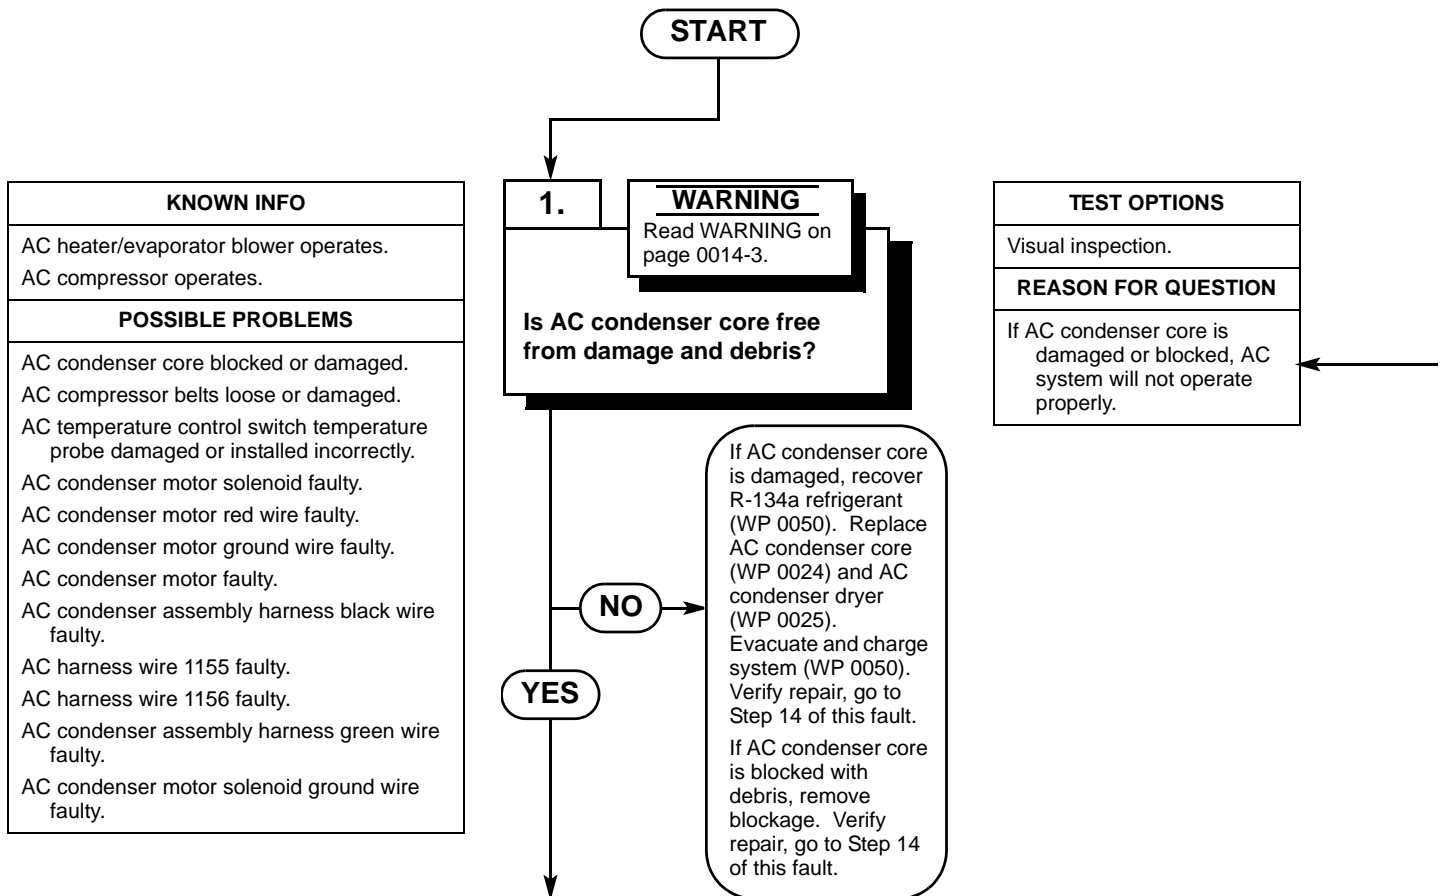 START
KNOWN INFO
AC heater/evaporator blower operates.
AC compressor operates.
POSSIBLE PROBLEMS
AC condenser core blocked or damaged.
AC compressor belts loose or damaged.
AC temperature control switch temperature
probe damaged or installed incorrectly.
AC condenser motor solenoid faulty.
AC condenser motor red wire faulty.
AC condenser motor ground wire faulty.
AC condenser motor faulty.
AC condenser assembly harness black wire
faulty.
AC harness wire 1155 faulty.
AC harness wire 1156 faulty.
AC condenser assembly harness green wire
faulty.
AC condenser motor solenoid ground wire
faulty.
1.
WARNING
Read WARNING on
page 0014-3.
Is AC condenser core free
from damage and debris?
TEST OPTIONS
Visual inspection.
REASON FOR QUESTION
If AC condenser core is
damaged or blocked, AC
system will not operate
properly.
NO
If AC condenser core
is damaged, recover
R-134a refrigerant
(WP 0050). Replace
AC condenser core
(WP 0024) and AC
condenser dryer
(WP 0025).
Evacuate and charge
system (WP 0050).
Verify repair, go to
Step 14 of this fault.
If AC condenser core
is blocked with
debris, remove
blockage. Verify
repair, go to Step 14
of this fault.
YES